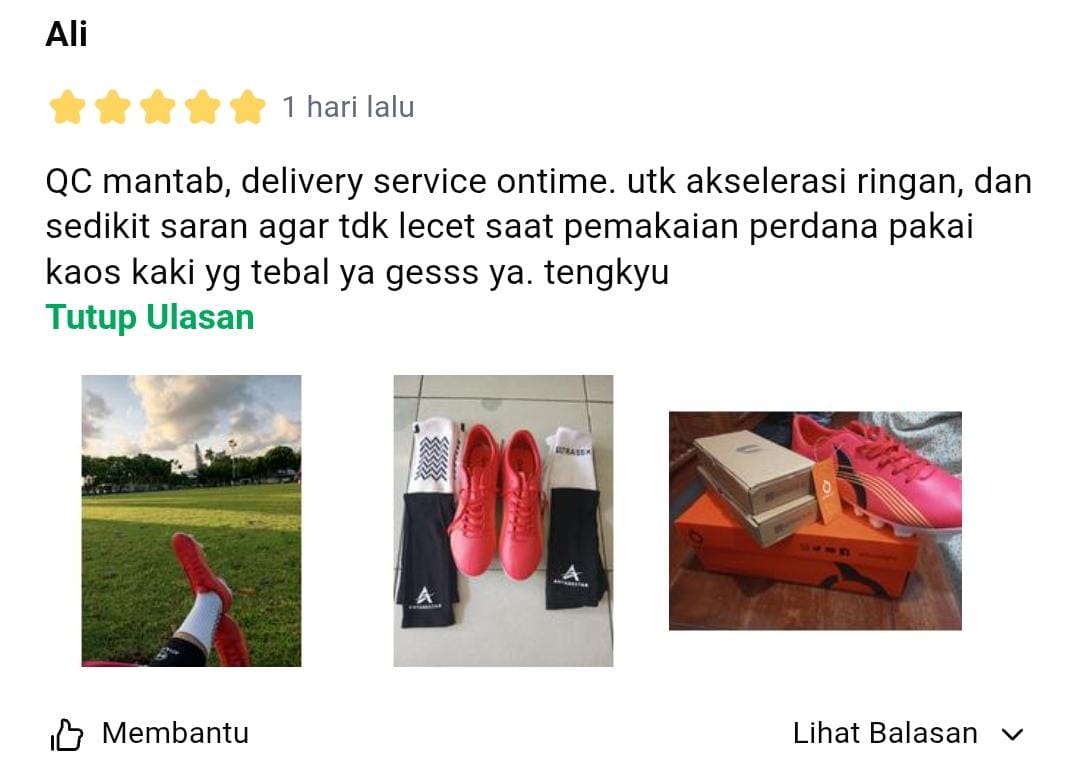 Ali
1 hari lalu
QC mantab, delivery service ontime. utk akselerasi ringan, dan
sedikit saran agar tdk lecet saat pemakaian perdana pakai
kaos kaki yg tebal ya gesss ya. tengkyu
Tutup Ulasan
Membantu
Lihat Balasan